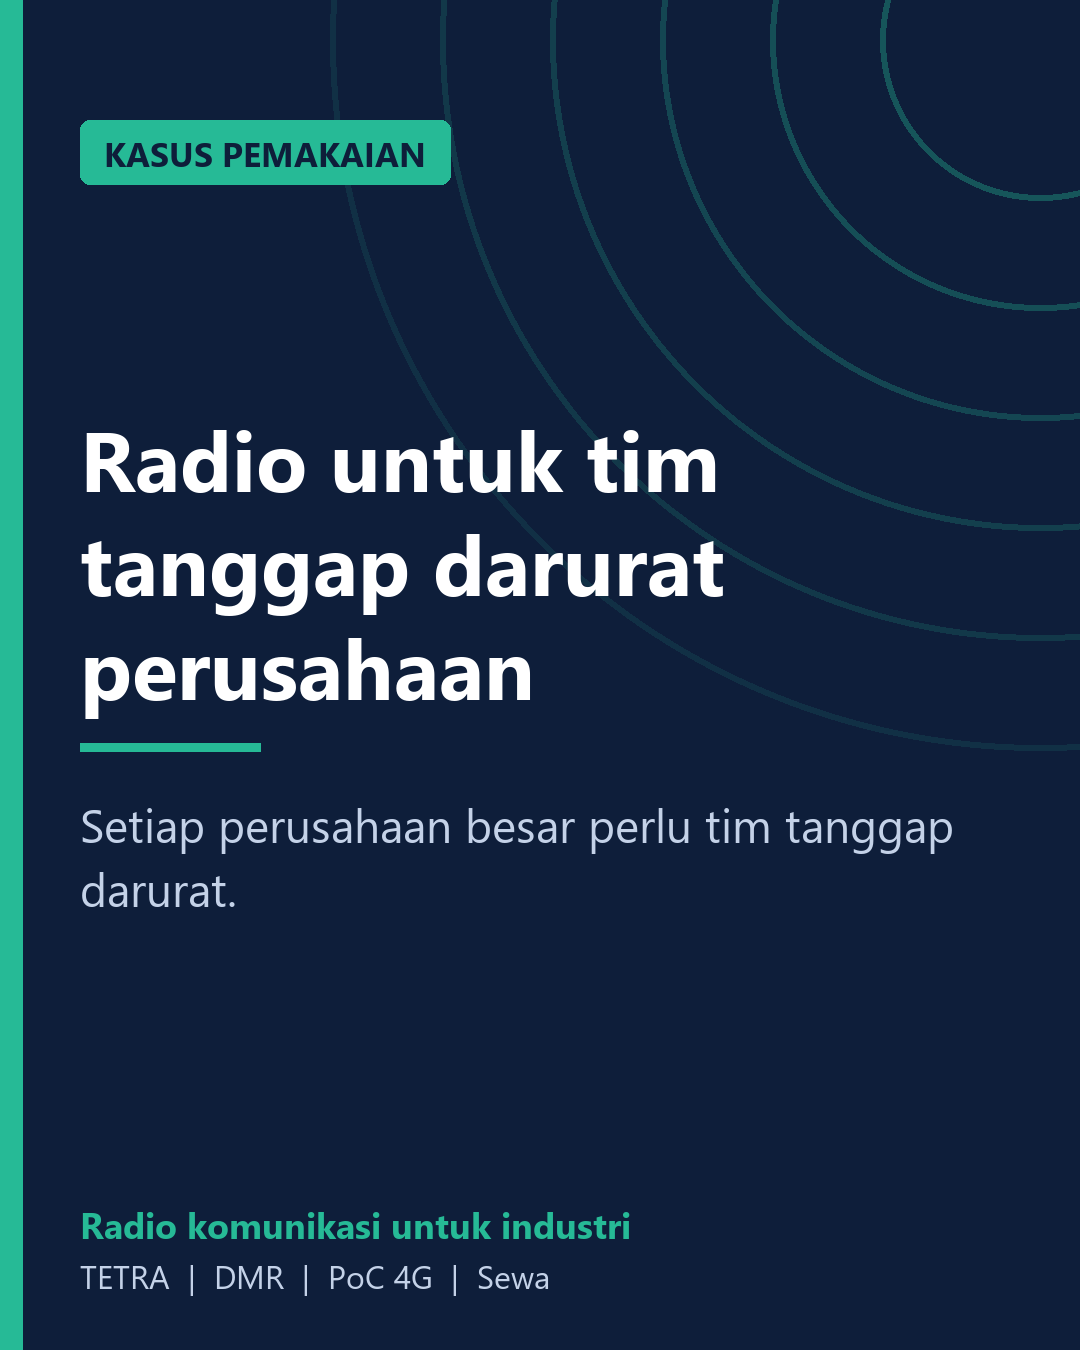 KASUS PEMAKAIAN
Radio untuk tim
tanggap darurat
perusahaan
Setiap perusahaan besar perlu tim tanggap
darurat.
Radio komunikasi untuk industri
TETRA | DMR | PoC 4G | Sewa